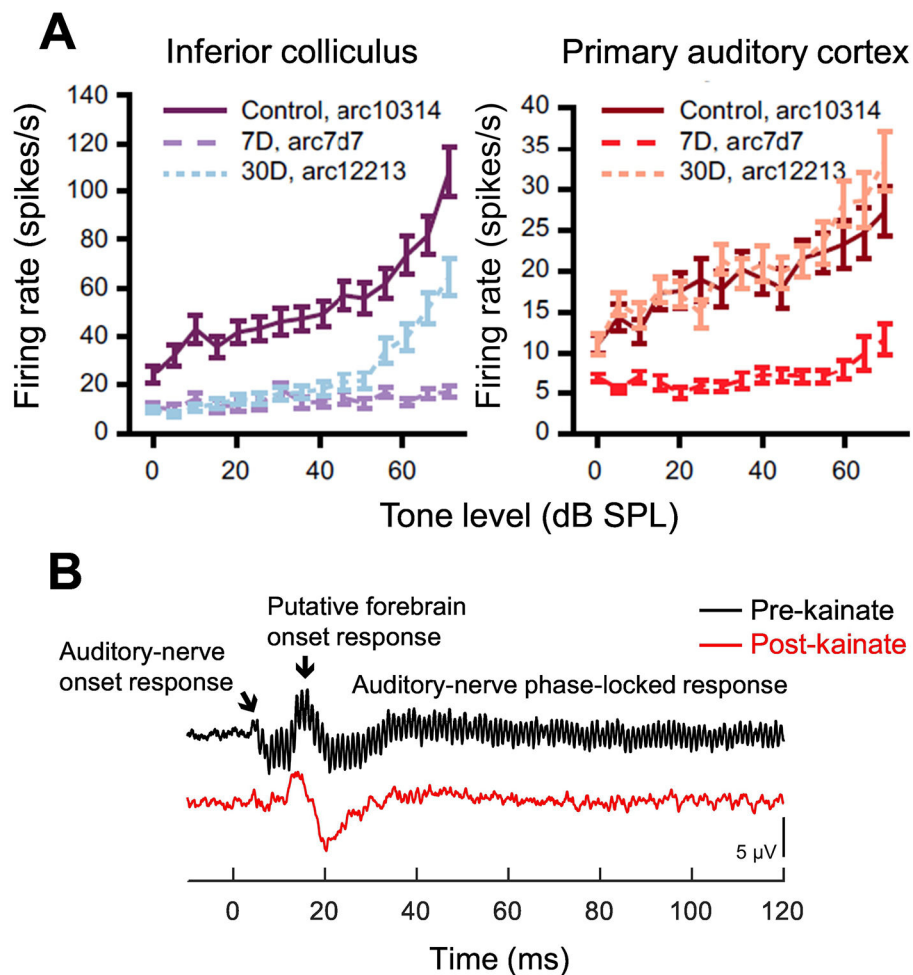 A
Inferior colliculus
Primary auditory cortex
Firing rate (spikes/s)
140
120
100
80
60
40
20
0
Control, arc10314
7D, arc7d7
30D, arc12213
0
20
40
60
Firing rate (spikes/s)
40
35
30
25
20
15
10
5
0
Control, arc10314
7D, arc7d7
30D, arc12213
0
20
40
60
Tone level (dB SPL)
B
Auditory-nerve
onset response
Putative forebrain
onset response
Auditory-nerve phase-locked response
Pre-kainate
Post-kainate
5 µV
0
20
40
60
80
100
120
Time (ms)